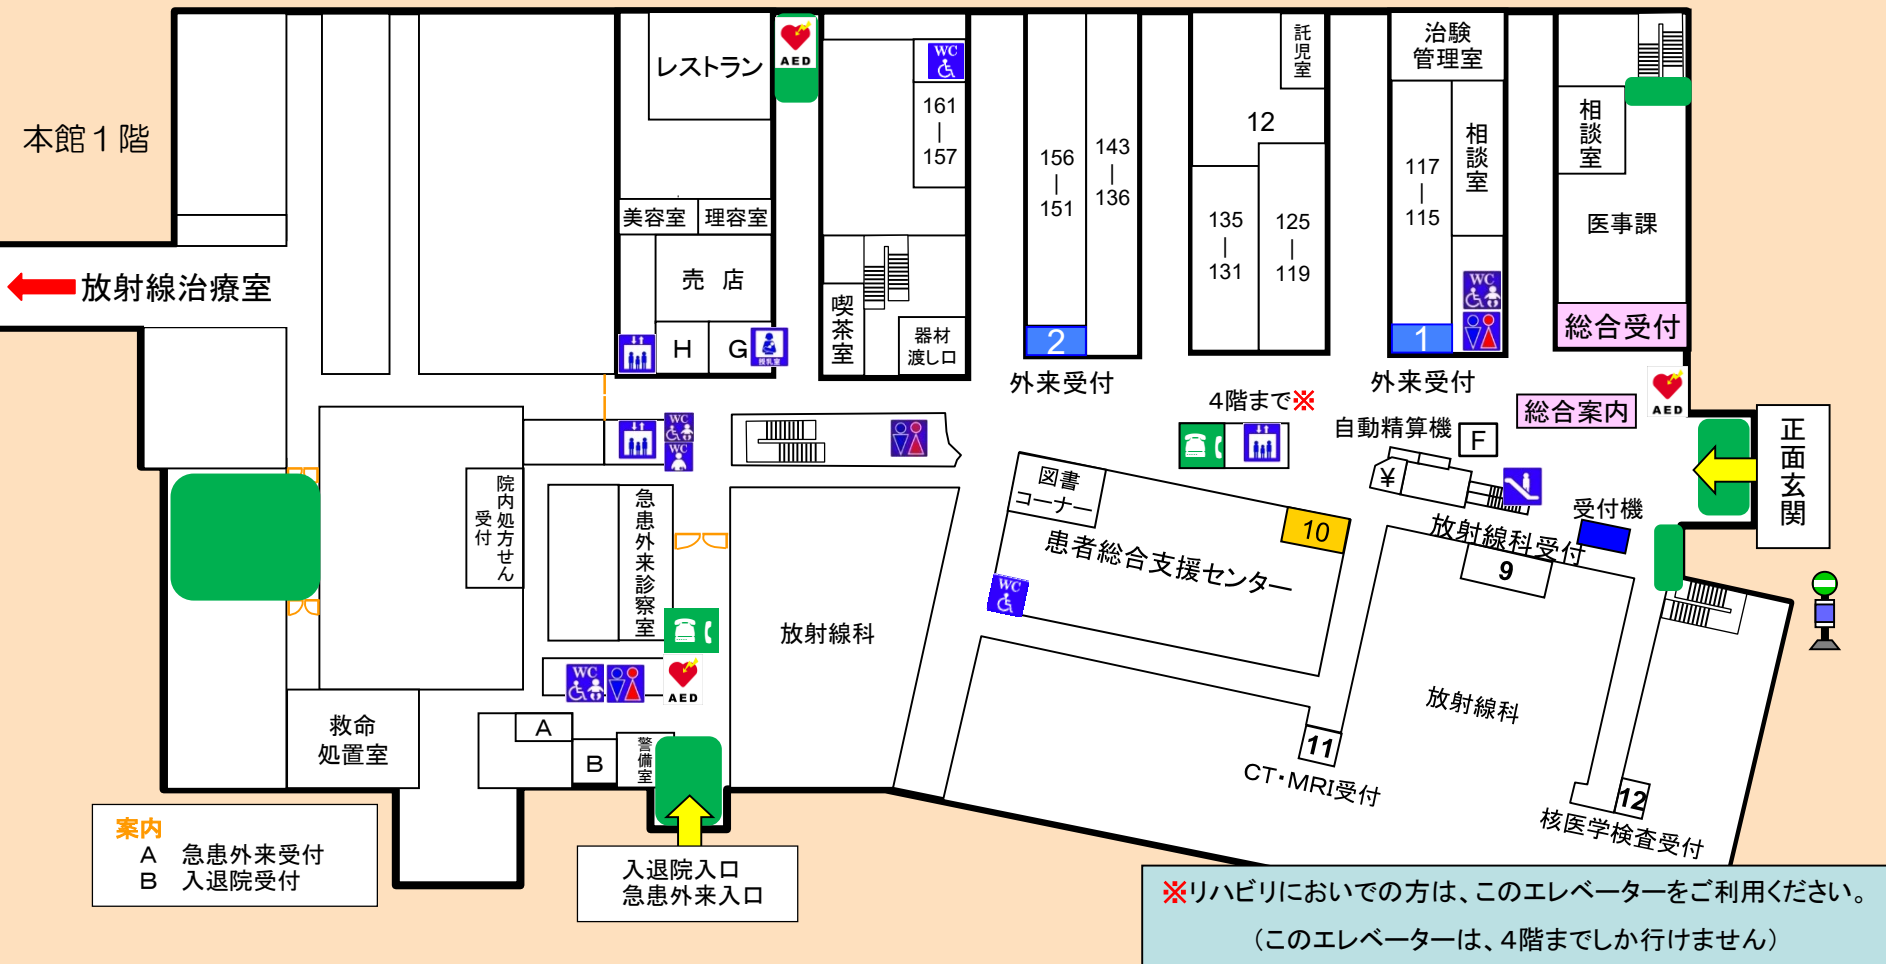 本館１階
レストラン
AED
WC
161
|
157
156
|
151
143
|
136
託児室
12
135
|
131
125
|
119
治験
管理室
117
|
115
相談室
WC
相談室
医事課
総合受付
美容室
理容室
売 店
H
G
授乳室
喫茶室
器材
渡し口
2
外来受付
1
外来受付
放射線治療室
4階まで※
自動精算機
F
¥
総合案内
AED
正面玄関
受付機
放射線科受付
9
WC
WC
院内処方せん
受付
急患外来診察室
図書
コーナー
10
患者総合支援センター
WC
放射線科
放射線科
WC
AED
救命
処置室
A
B
警備室
11
CT・MRI受付
12
核医学検査受付
案内
A 急患外来受付
B 入退院受付
入退院入口
急患外来入口
※リハビリにおいでの方は、このエレベーターをご利用ください。
（このエレベーターは、4階までしか行けません）